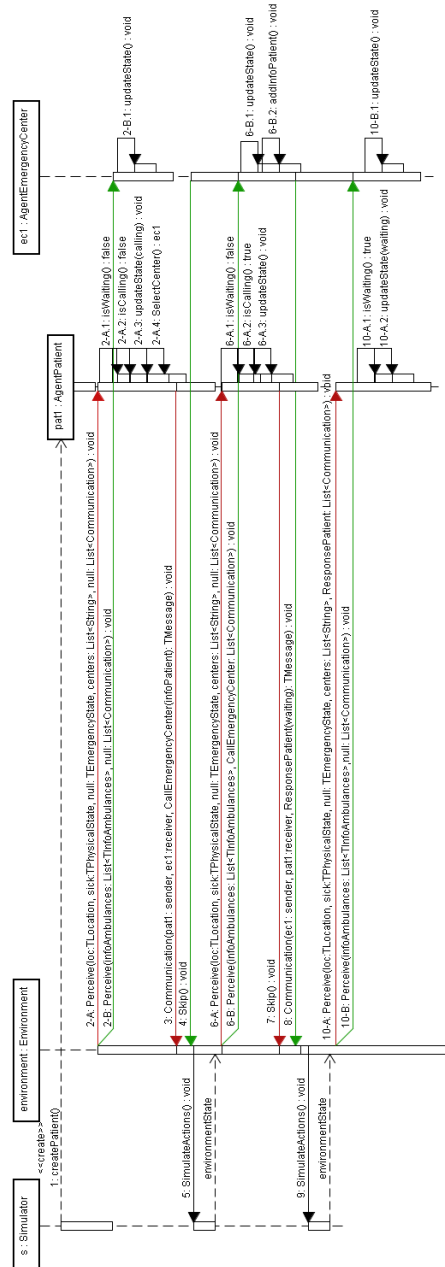 s : Simulator
environment : Environment
pat1 : AgentPatient
ec1 : AgentEmergencyCenter
<<create>>
1: createPatient()
2-A: Perceive(loc:TLocation, sick:TPhysicalState, null: TEmergencyState, centers: List<String>, null: List<Communication>) : void
2-B: Perceive(infoAmbulances: List<TInfoAmbulances>, null: List<Communication>) : void
2-A.1: isWaiting() : false
2-A.2: isCalling() : false
2-A.3: updateState(calling) : void
2-A.4: SelectCenter() : ec1
2-B.1: updateState() : void
3: Communication(pat1: sender, ec1:receiver, CallEmergencyCenter(infoPatient): TMessage) : void
4: Skip() : void
5: SimulateActions() : void
environmentState
6-A: Perceive(loc:TLocation, sick:TPhysicalState, null: TEmergencyState, centers: List<String>, null: List<Communication>) : void
6-B: Perceive(infoAmbulances: List<TInfoAmbulances>, CallEmergencyCenter: List<Communication>) : void
6-A.1: isWaiting() : false
6-A.2: isCalling() : true
6-A.3: updateState() : void
6-B.1: updateState() : void
6-B.2: addInfoPatient() : void
7: Skip() : void
8: Communication(ec1: sender, pat1:receiver, ResponsePatient(waiting): TMessage) : void
9: SimulateActions() : void
environmentState
10-A: Perceive(loc:TLocation, sick:TPhysicalState, null: TEmergencyState, centers: List<String>, ResponsePatient: List<Communication>) : void
10-B: Perceive(infoAmbulances: List<TInfoAmbulances>,null: List<Communication>) : void
10-A.1: isWaiting() : true
10-A.2: updateState(waiting) : void
10-B.1: updateState() : void